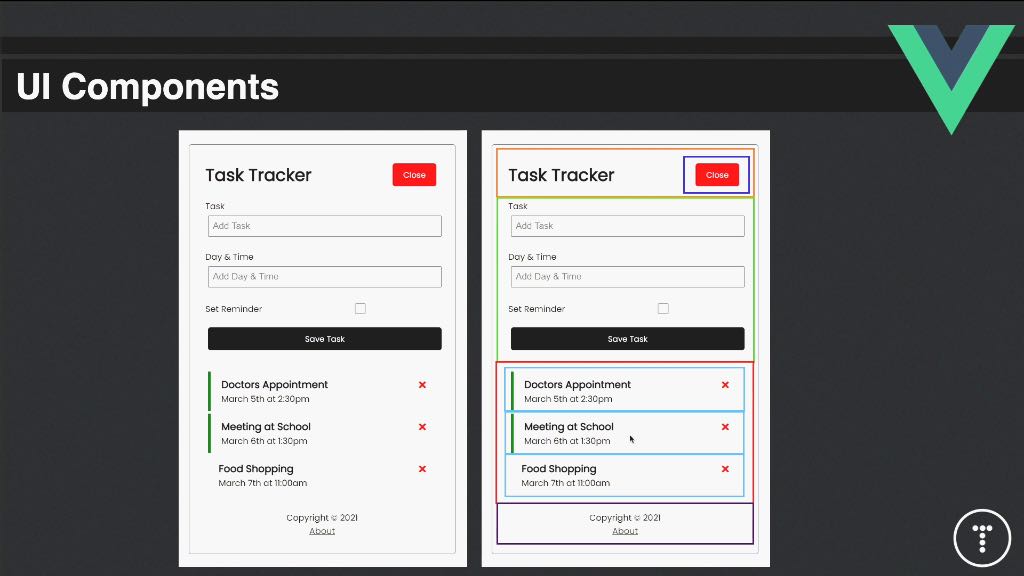 UI Components
Task Tracker
Close
Task
Add Task
Day & Time
Add Day & Time
Set Reminder
Save Task
Doctors Appointment
March 5th at 2:30pm
Meeting at School
March 6th at 1:30pm
Food Shopping
March 7th at 11:00am
Copyright © 2021
About
Task Tracker
Close
Task
Add Task
Day & Time
Add Day & Time
Set Reminder
Save Task
Doctors Appointment
March 5th at 2:30pm
Meeting at School
March 6th at 1:30pm
Food Shopping
March 7th at 11:00am
Copyright © 2021
About